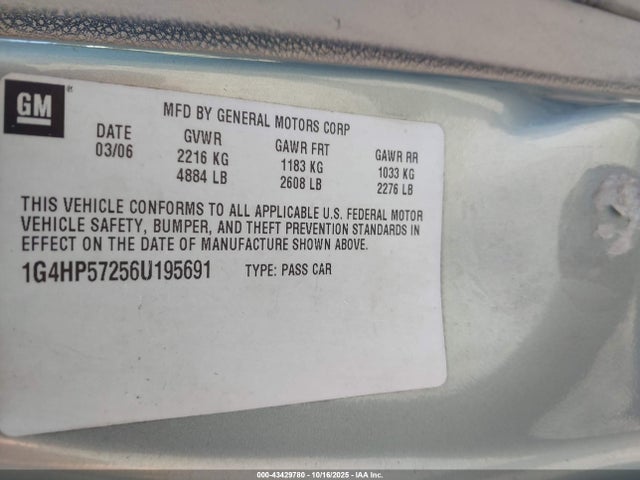 GM®
MFD BY GENERAL MOTORS CORP
DATE GVWR GAWR FRT GAWR RR
03/06 2216 KG 1183 KG 1033 KG
4884 LB 2608 LB 2276 LB
THIS VEHICLE CONFORMS TO ALL APPLICABLE U.S. FEDERAL MOTOR
VEHICLE SAFETY, BUMPER, AND THEFT PREVENTION STANDARDS IN
EFFECT ON THE DATE OF MANUFACTURE SHOWN ABOVE.
1G4HP57256U195691 TYPE: PASS CAR
000-43429780 - 10/16/2025 - IAA Inc.